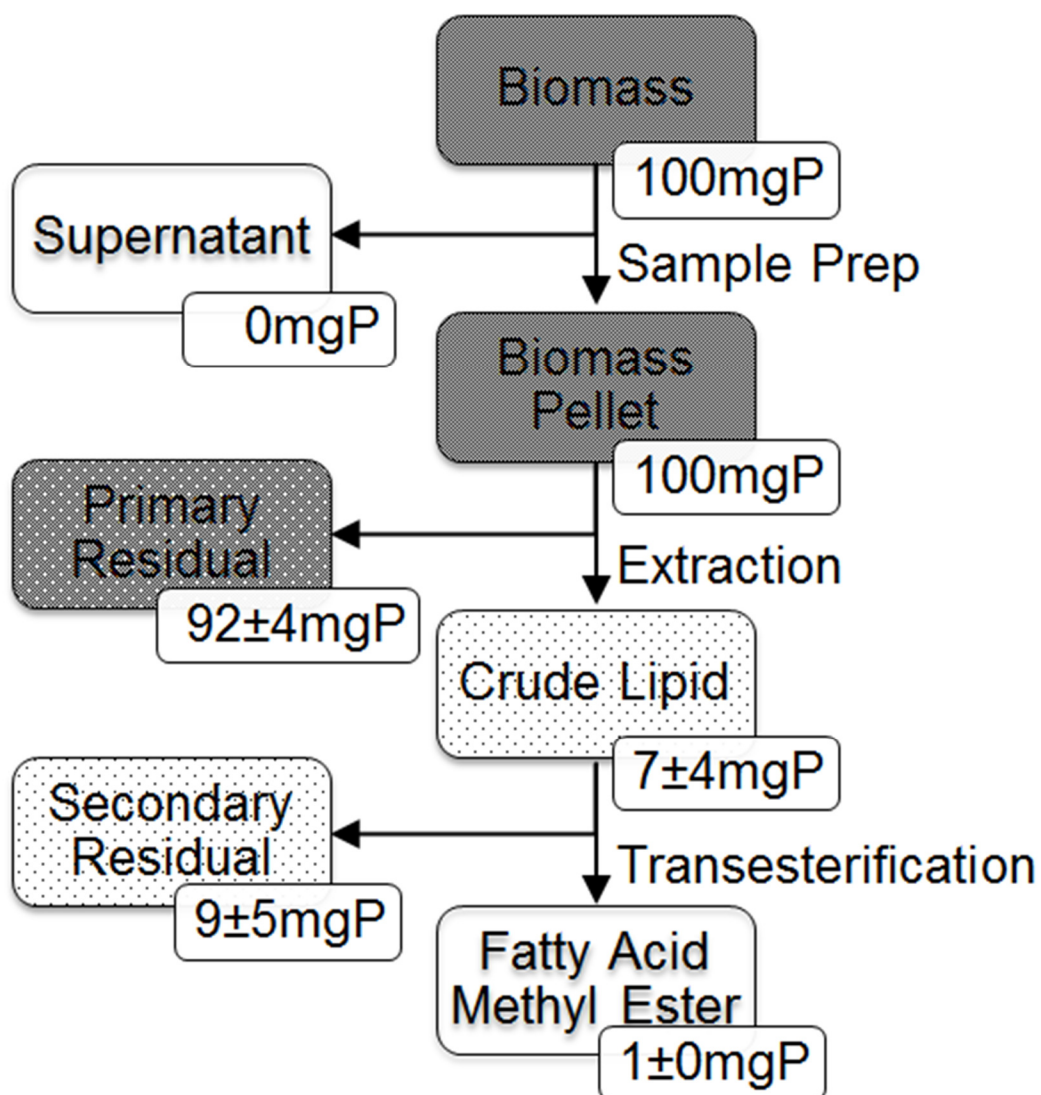 Biomass
100mgP
Supernatant
0mgP
Sample Prep
Biomass
Pellet
100mgP
Primary
Residual
92±4mgP
Extraction
Crude Lipid
7±4mgP
Secondary
Residual
9±5mgP
Transesterification
Fatty Acid
Methyl Ester
1±0mgP